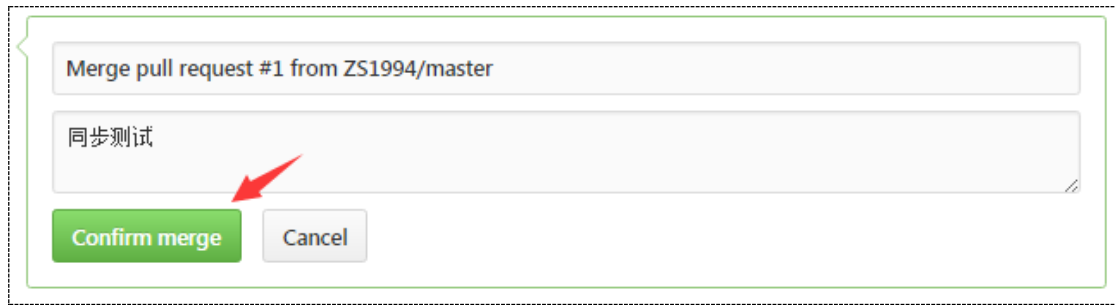 Merge pull request #1 from ZS1994/master
同步测试
Confirm merge
Cancel